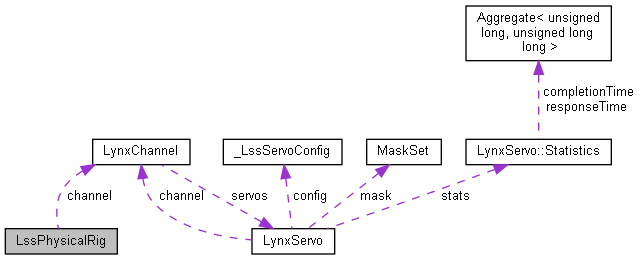 Aggregate< unsigned
long, unsigned long
long >
completionTime
responseTime
LynxChannel
_LssServoConfig
MaskSet
LynxServo::Statistics
channel
channel
servos
config
mask
stats
LssPhysicalRig
LynxServo